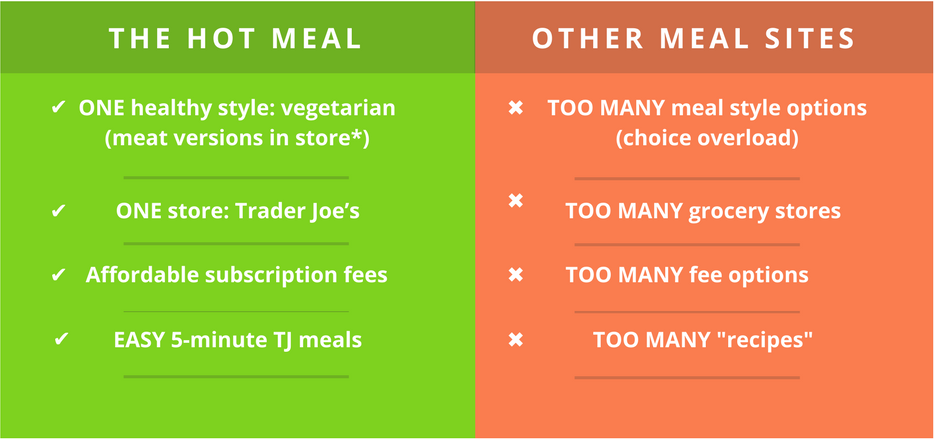 THE HOT MEAL
✔ ONE healthy style: vegetarian
(meat versions in store*)
✔ ONE store: Trader Joe’s
✔ Affordable subscription fees
✔ EASY 5-minute TJ meals
OTHER MEAL SITES
✖ TOO MANY meal style options
(choice overload)
✖ TOO MANY grocery stores
✖ TOO MANY fee options
✖ TOO MANY "recipes"